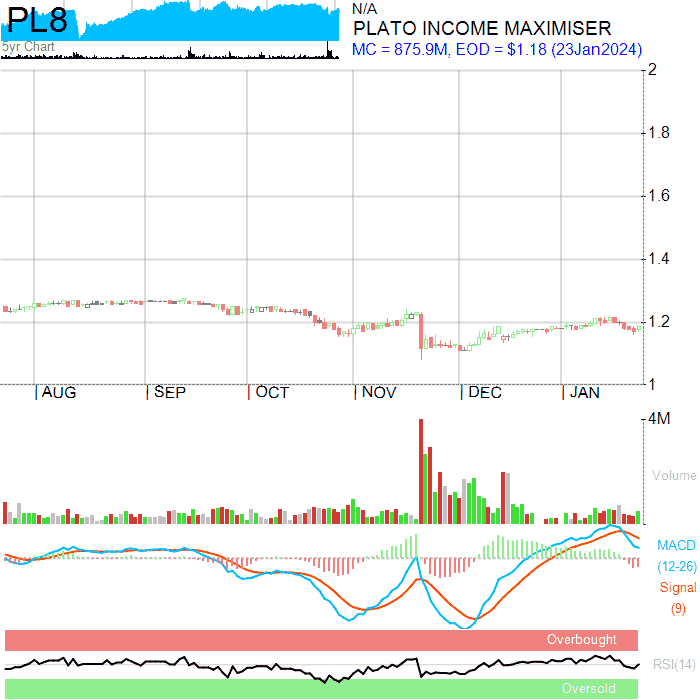 PL8
5yr Chart
N/A
PLATO INCOME MAXIMISER
MC = 875.9M, EOD = $1.18 (23Jan2024)
2
1.8
1.6
1.4
1.2
1
AUG SEP OCT NOV DEC JAN
4M
Volume
MACD
(12-26)
Signal
(9)
Overbought
RSI(14)
Oversold